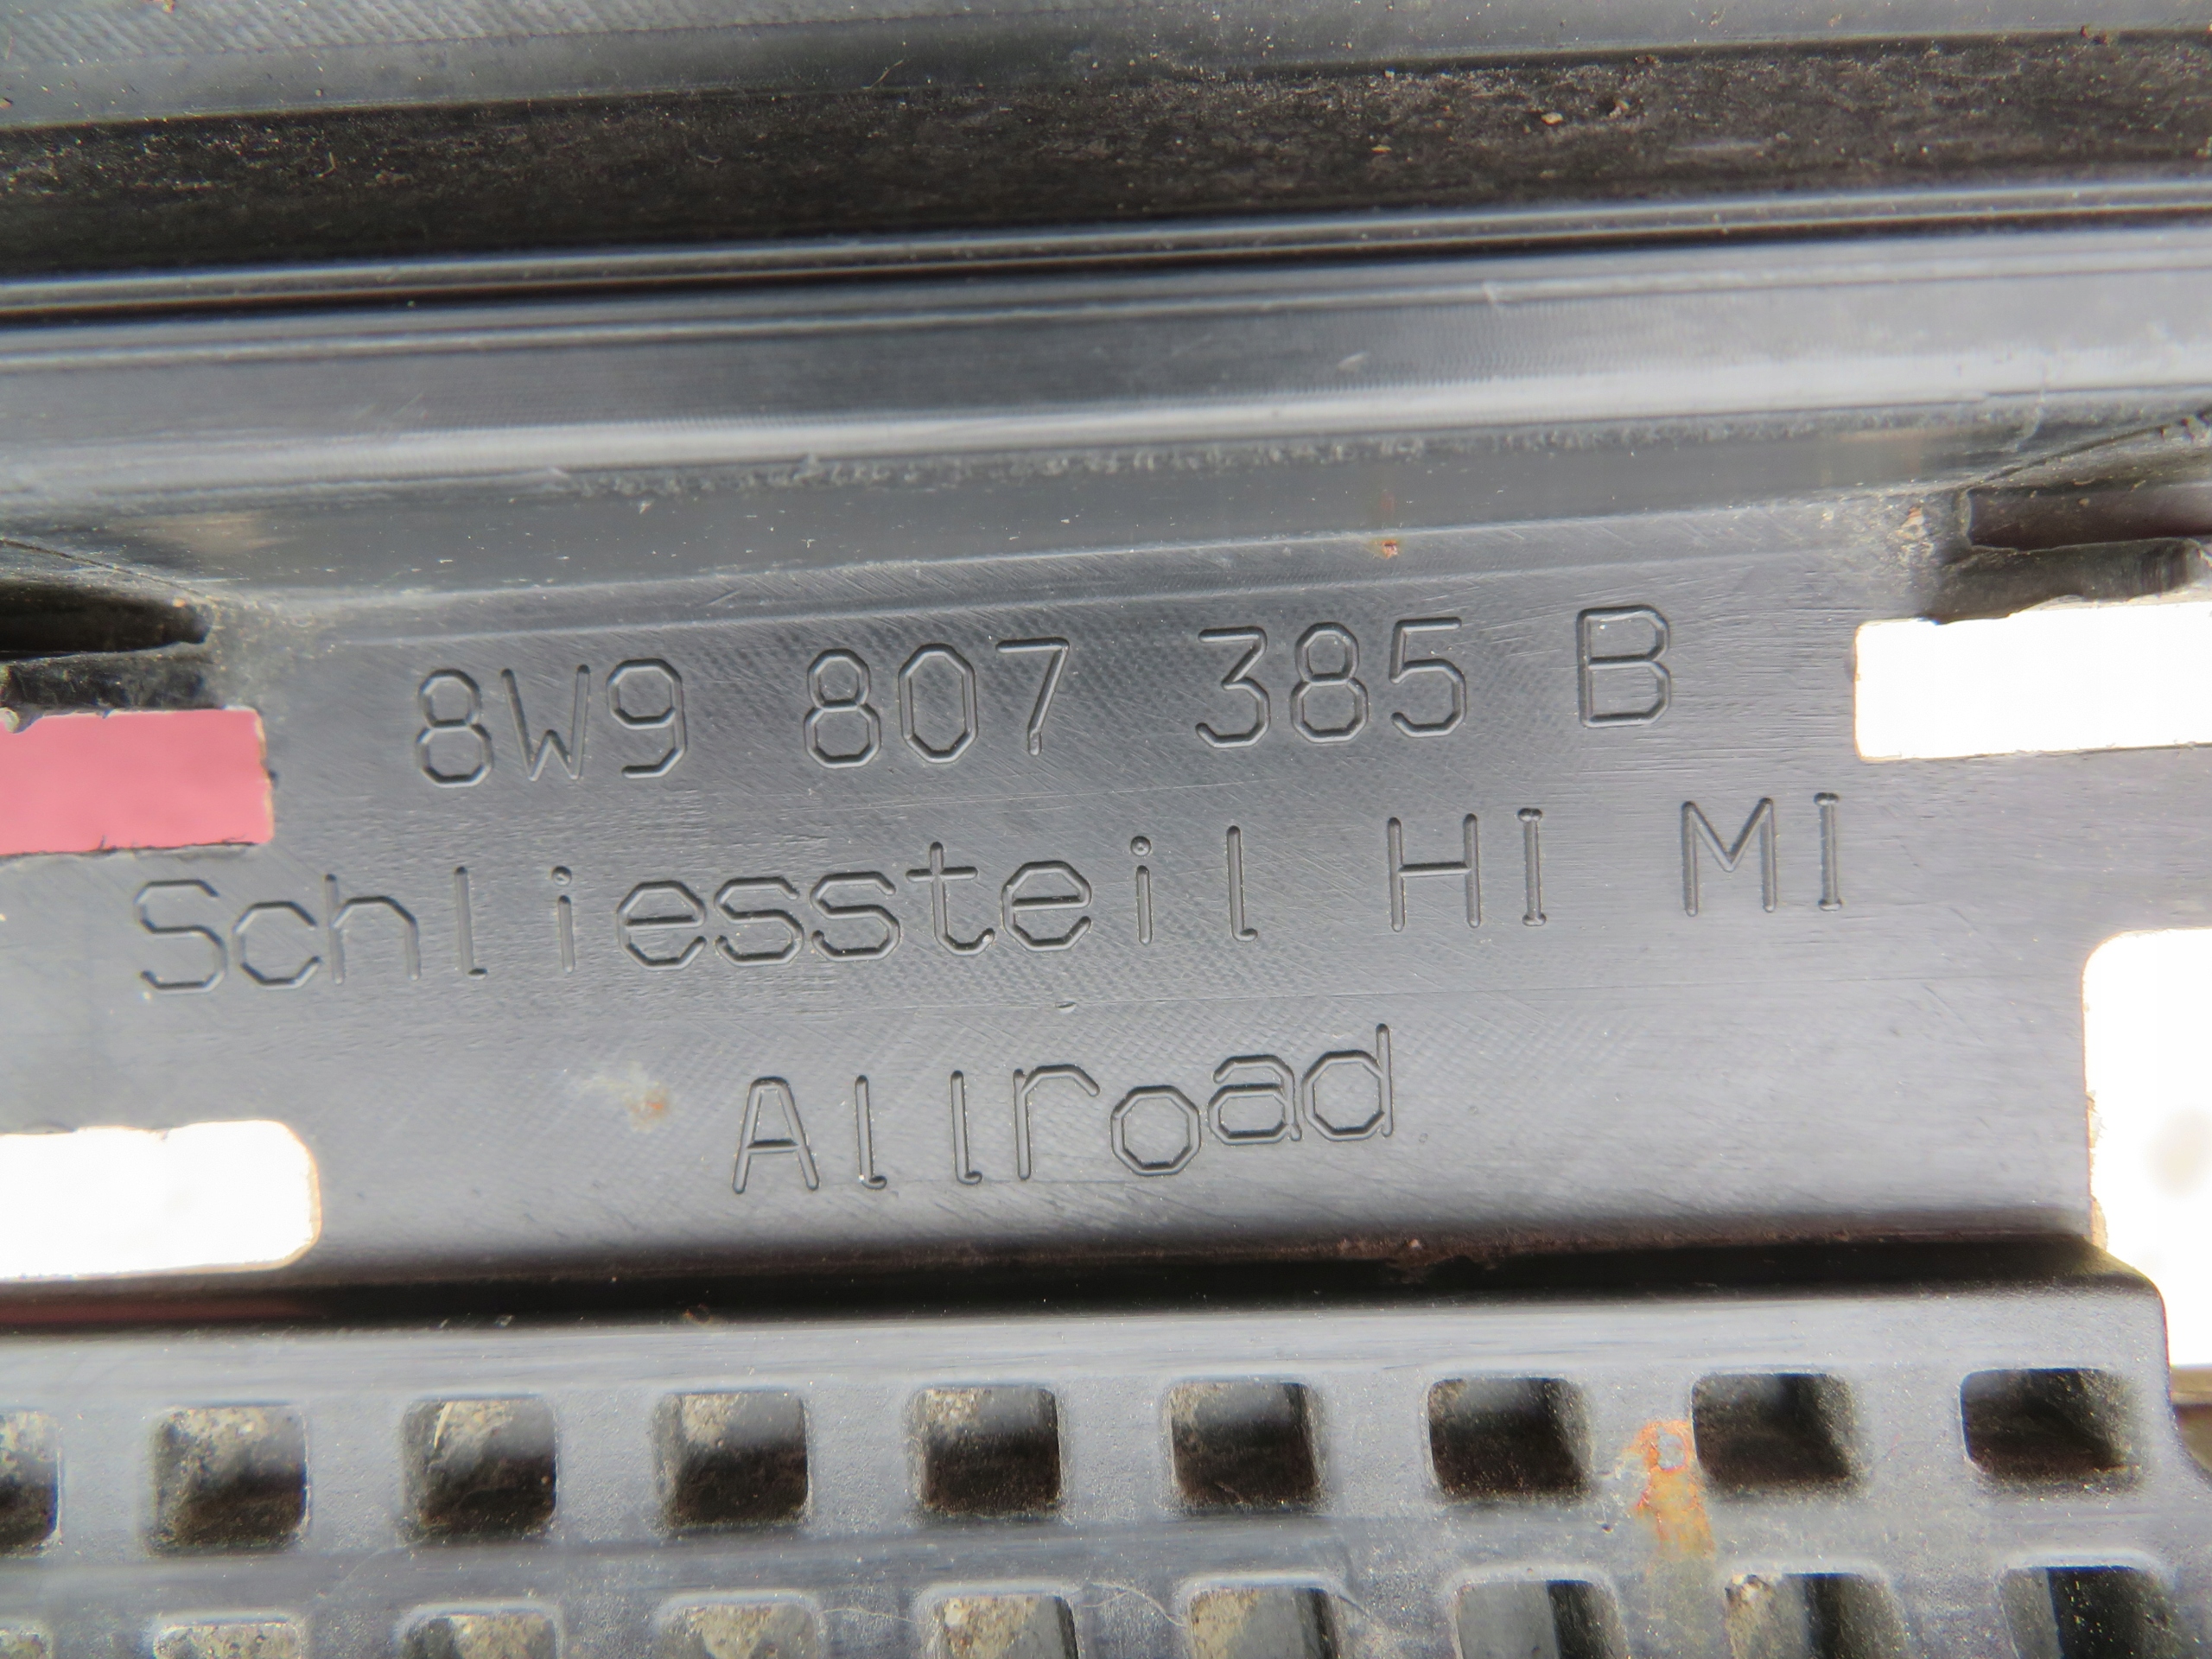 8W9 807 385 B
Schliessteil HI MI
Allroad